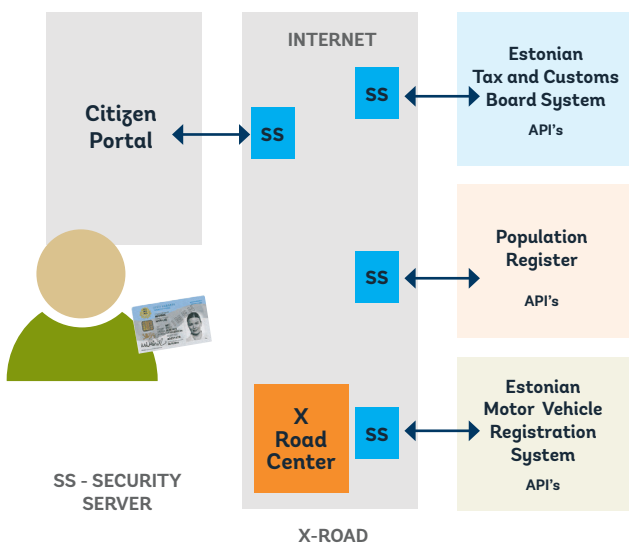 INTERNET
Citizen
Portal
SS
SS
Estonian
Tax and Customs
Board System
API's
SS
Population
Register
API's
X
Road
Center
SS
Estonian
Motor Vehicle
Registration
System
API's
SS - SECURITY
SERVER
X-ROAD